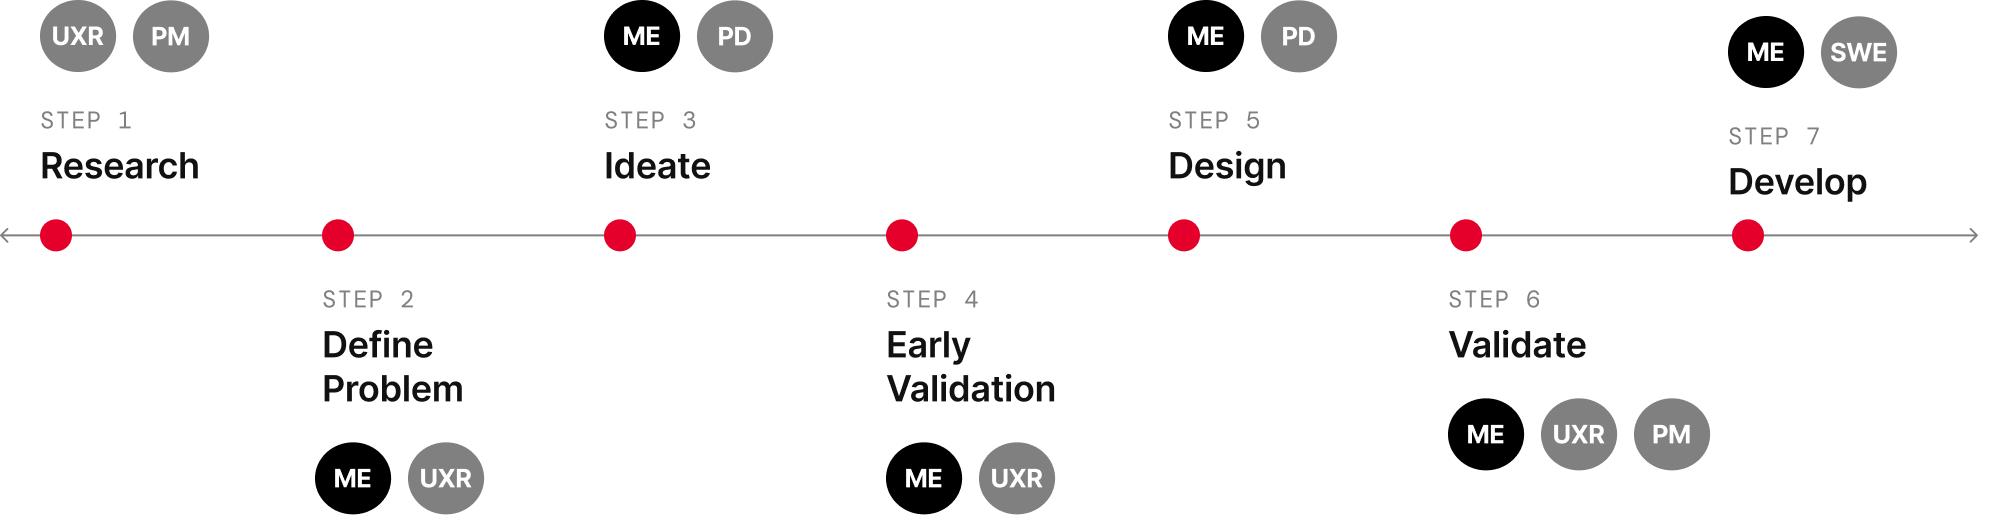 UXR PM
STEP 1
Research
STEP 2
Define
Problem
ME UXR
ME PD
STEP 3
Ideate
STEP 4
Early
Validation
ME UXR
ME PD
STEP 5
Design
STEP 6
Validate
ME UXR PM
ME SWE
STEP 7
Develop